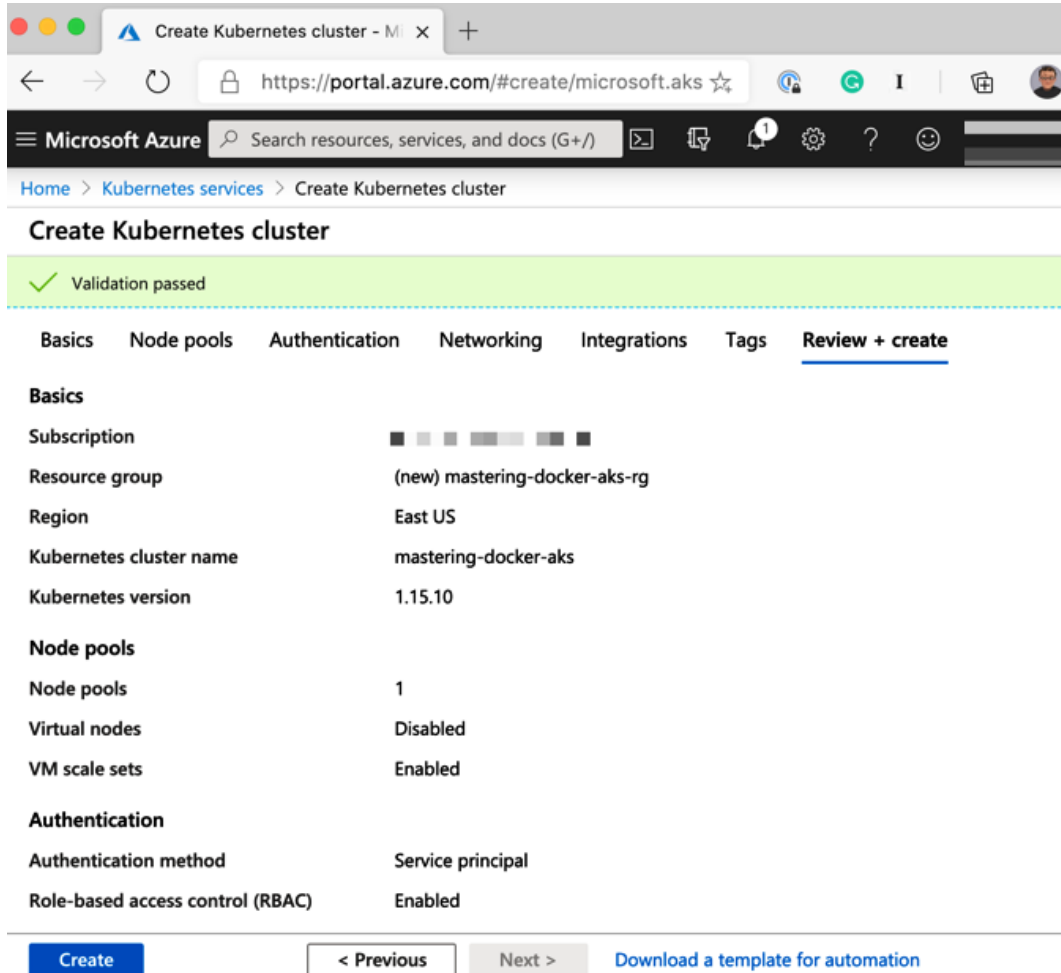 Create Kubernetes cluster - Mi
https://portal.azure.com/#create/microsoft.aks
Microsoft Azure Search resources, services, and docs (G+/) 1
Home > Kubernetes services > Create Kubernetes cluster
Create Kubernetes cluster
Validation passed
Basics Node pools Authentication Networking Integrations Tags Review + create
Basics
Subscription
Resource group (new) mastering-docker-aks-rg
Region East US
Kubernetes cluster name mastering-docker-aks
Kubernetes version 1.15.10
Node pools
Node pools 1
Virtual nodes Disabled
VM scale sets Enabled
Authentication
Authentication method Service principal
Role-based access control (RBAC) Enabled
Create < Previous Next > Download a template for automation